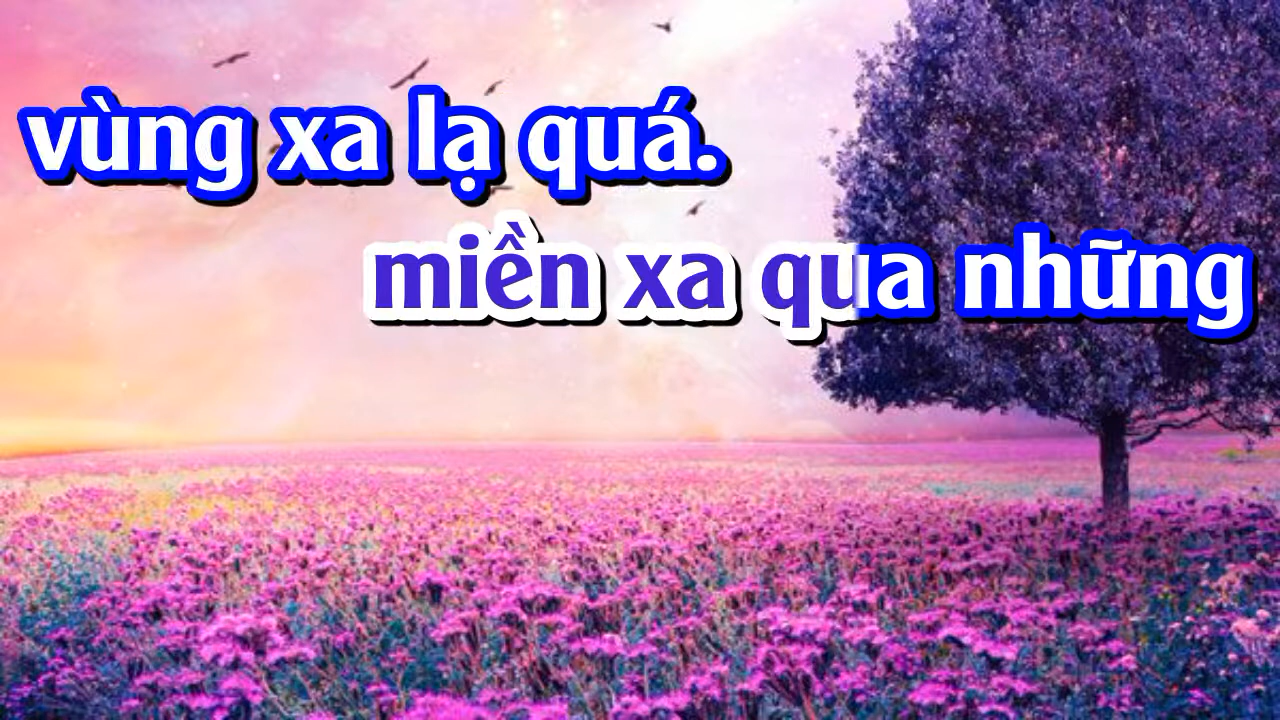 vùng xa lạ quá.
miền xa qua những